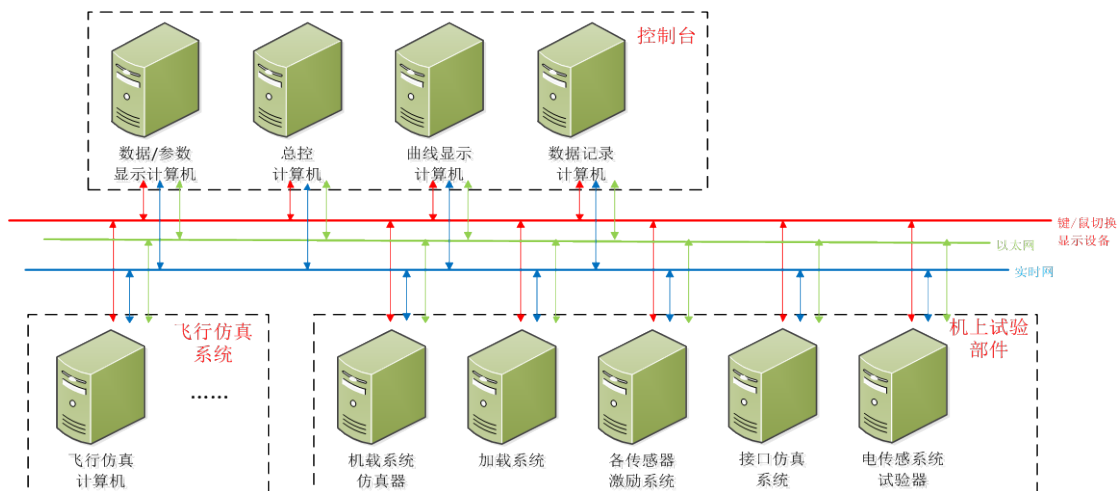 控制台
数据/参数
显示计算机
总控
计算机
曲线显示
计算机
数据记录
计算机
键/鼠切换
显示设备
以太网
实时网
飞行仿真
系统
机上试验
部件
……
飞行仿真
计算机
机载系统
仿真器
加载系统
各传感器
激励系统
接口仿真
系统
电传感系统
试验器